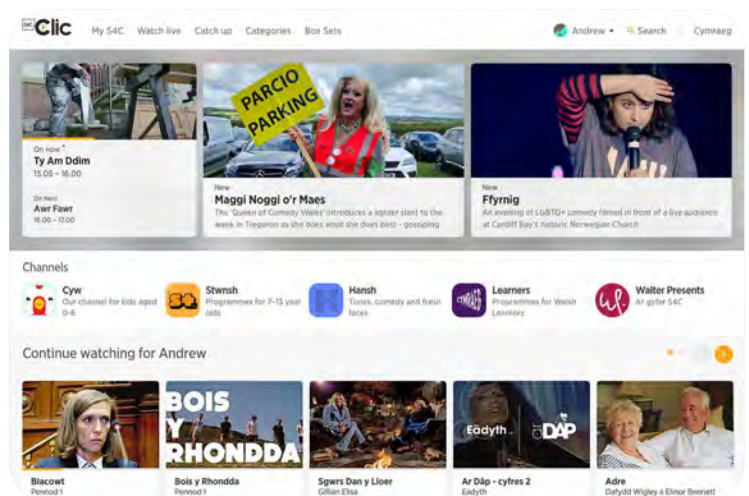 S4C Clic My S4C Watch live Catch up Categories Box Sets Andrew Search Cymraeg
On now
Ty Am Ddim
15.05 – 16.00
On Next
Awr Fawr
16.00 – 17.00
PARCIO
PARKING
New
Maggi Noggi o'r Maes
The 'Queen of Comedy Wales' introduces a lighter slant to the
week in Tregaron as she does what she does best - gossiping
New
Ffyrnig
An evening of LGBTQ+ comedy filmed in front of a live audience
at Cardiff Bay's historic Norwegian Church
Channels
Cyw
Our channel for kids aged
0-6
Stwnsh
Programmes for 7-13 year
olds
Hansh
Tunes, comedy and fresh
faces
CYMRAEG
Learners
Programmes for Welsh
Learners
W.P.
Walter Presents
Ar gyfer S4C
Continue watching for Andrew
Blacowt
Pennod 1
BOIS
Y
RHONDDA
Bois y Rhondda
Pennod 1
Sgwrs Dan y Lloer
Gillian Elisa
Eadyth
DAP
Ar Dâp - cyfres 2
Eadyth
Adre
Dafydd Wigley a Elinor Bennett